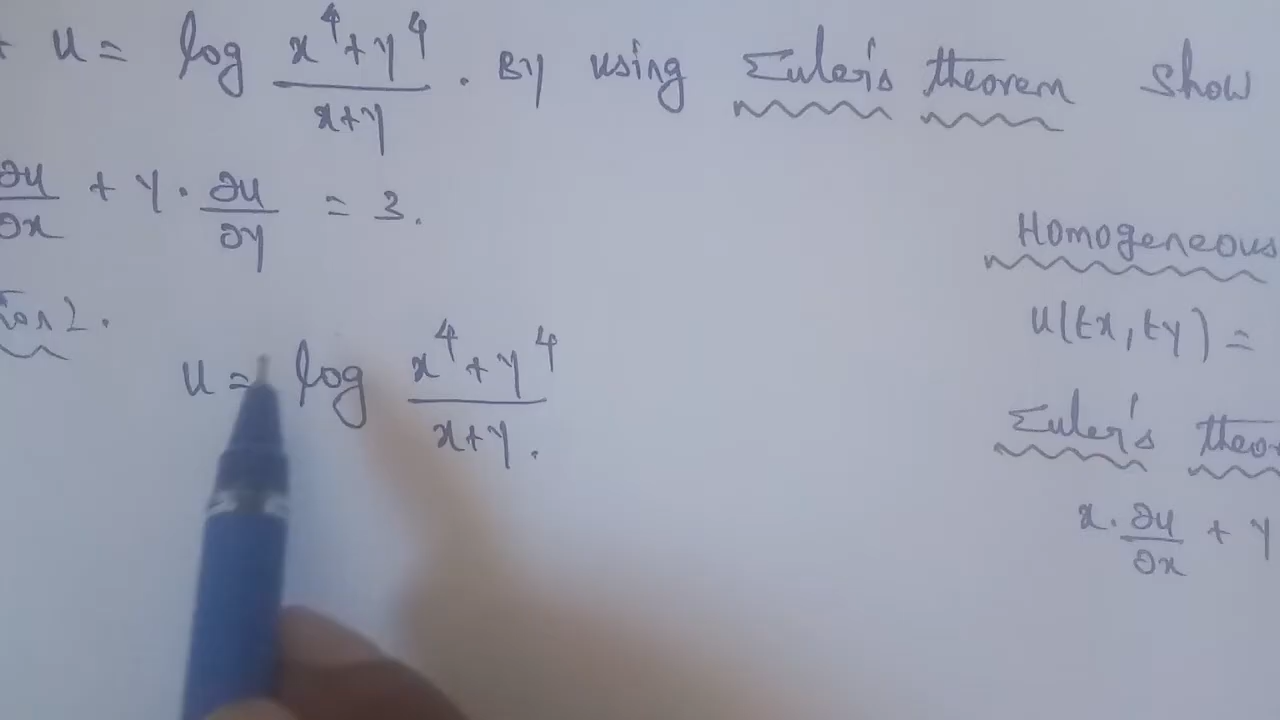 u = log x⁴+y⁴/x+y . By using Euler's theorem show
∂u/∂x + y . ∂u/∂y = 3.
Homogeneous
u(tx, ty) =
u = log x⁴+y⁴/x+y .
Euler's
x . ∂u/∂x + y